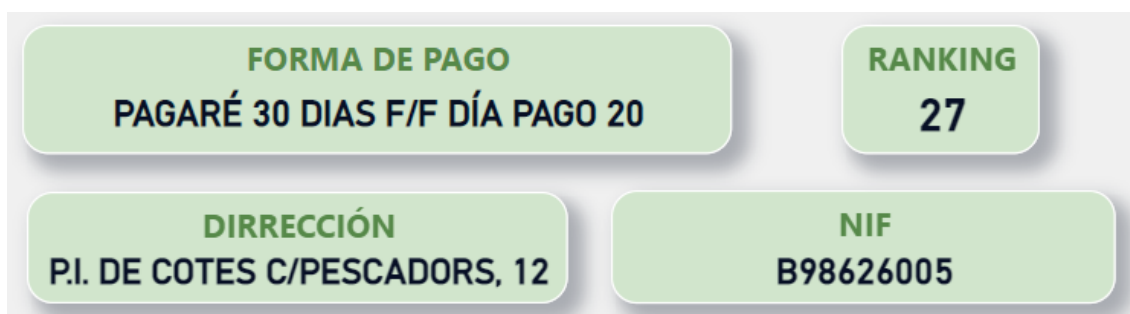 FORMA DE PAGO
PAGARÉ 30 DIAS F/F DÍA PAGO 20
RANKING
27
DIRRECCIÓN
P.I. DE COTES C/PESCADORS, 12
NIF
B98626005